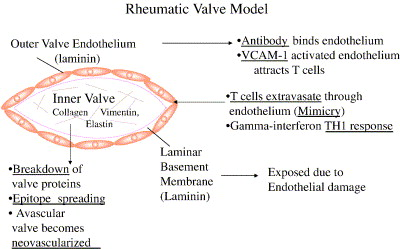 Rheumatic Valve Model
Outer Valve Endothelium
(laminin)
•Antibody binds endothelium
•VCAM-1 activated endothelium
attracts T cells
Inner Valve
Collagen Vimentin,
Elastin
•T cells extravasate through
endothelium (Mimicry)
•Gamma-interferon TH1 response
Laminar
Basement
Membrane
(Laminin)
Exposed due to
Endothelial damage
•Breakdown of
valve proteins
•Epitope spreading
• Avascular
valve becomes
neovascularized